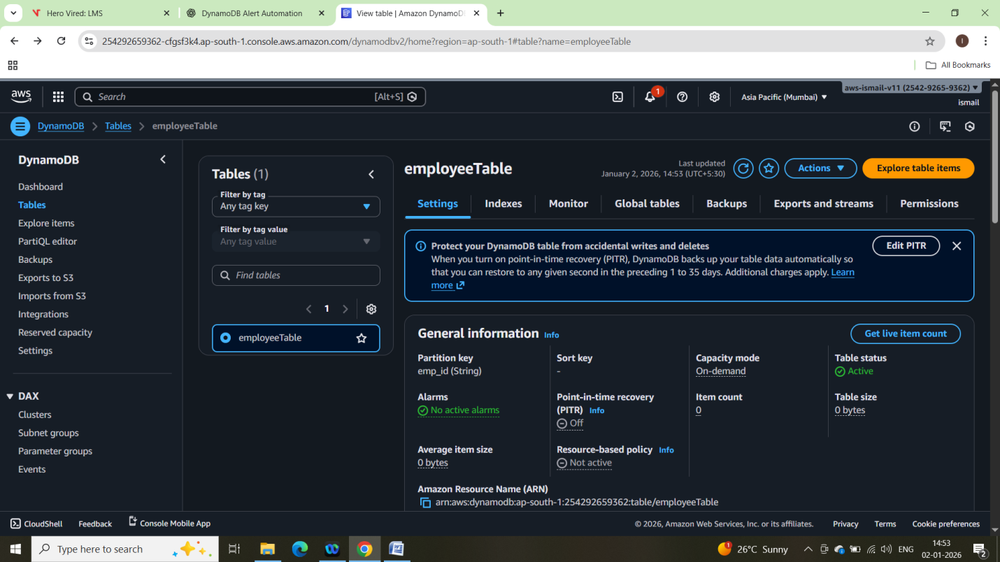 Hero Vired: LMS
DynamoDB Alert Automation
View table | Amazon DynamoD
254292659362-cfgsf3k4.ap-south-1.console.aws.amazon.com/dynamodbv2/home?region=ap-south-1#table?name=employeeTable
I
All Bookmarks
aws
Search
[Alt+S]
1
Asia Pacific (Mumbai)
aws-ismail-v11 (2542-9265-9362)
ismail
DynamoDB
Tables
employeeTable
DynamoDB
Dashboard
Tables
Explore items
PartiQL editor
Backups
Exports to S3
Imports from S3
Integrations
Reserved capacity
Settings
DAX
Clusters
Subnet groups
Parameter groups
Events
Tables (1)
Filter by tag
Any tag key
Filter by tag value
Any tag value
Find tables
1
employeeTable
employeeTable
Last updated
January 2, 2026, 14:53 (UTC+5:30)
Actions
Explore table items
Settings
Indexes
Monitor
Global tables
Backups
Exports and streams
Permissions
Protect your DynamoDB table from accidental writes and deletes
When you turn on point-in-time recovery (PITR), DynamoDB backs up your table data automatically so
that you can restore to any given second in the preceding 1 to 35 days. Additional charges apply. Learn
more
Edit PITR
General information Info
Get live item count
Partition key
emp_id (String)
Sort key
-
Capacity mode
On-demand
Table status
Active
Alarms
No active alarms
Point-in-time recovery
(PITR) Info
Off
Item count
0
Table size
0 bytes
Average item size
0 bytes
Resource-based policy Info
Not active
Amazon Resource Name (ARN)
arn:aws:dynamodb:ap-south-1:254292659362:table/employeeTable
CloudShell
Feedback
Console Mobile App
© 2026, Amazon Web Services, Inc. or its affiliates.
Privacy
Terms
Cookie preferences
Type here to search
1
26°C Sunny
ENG
14:53
02-01-2026
2